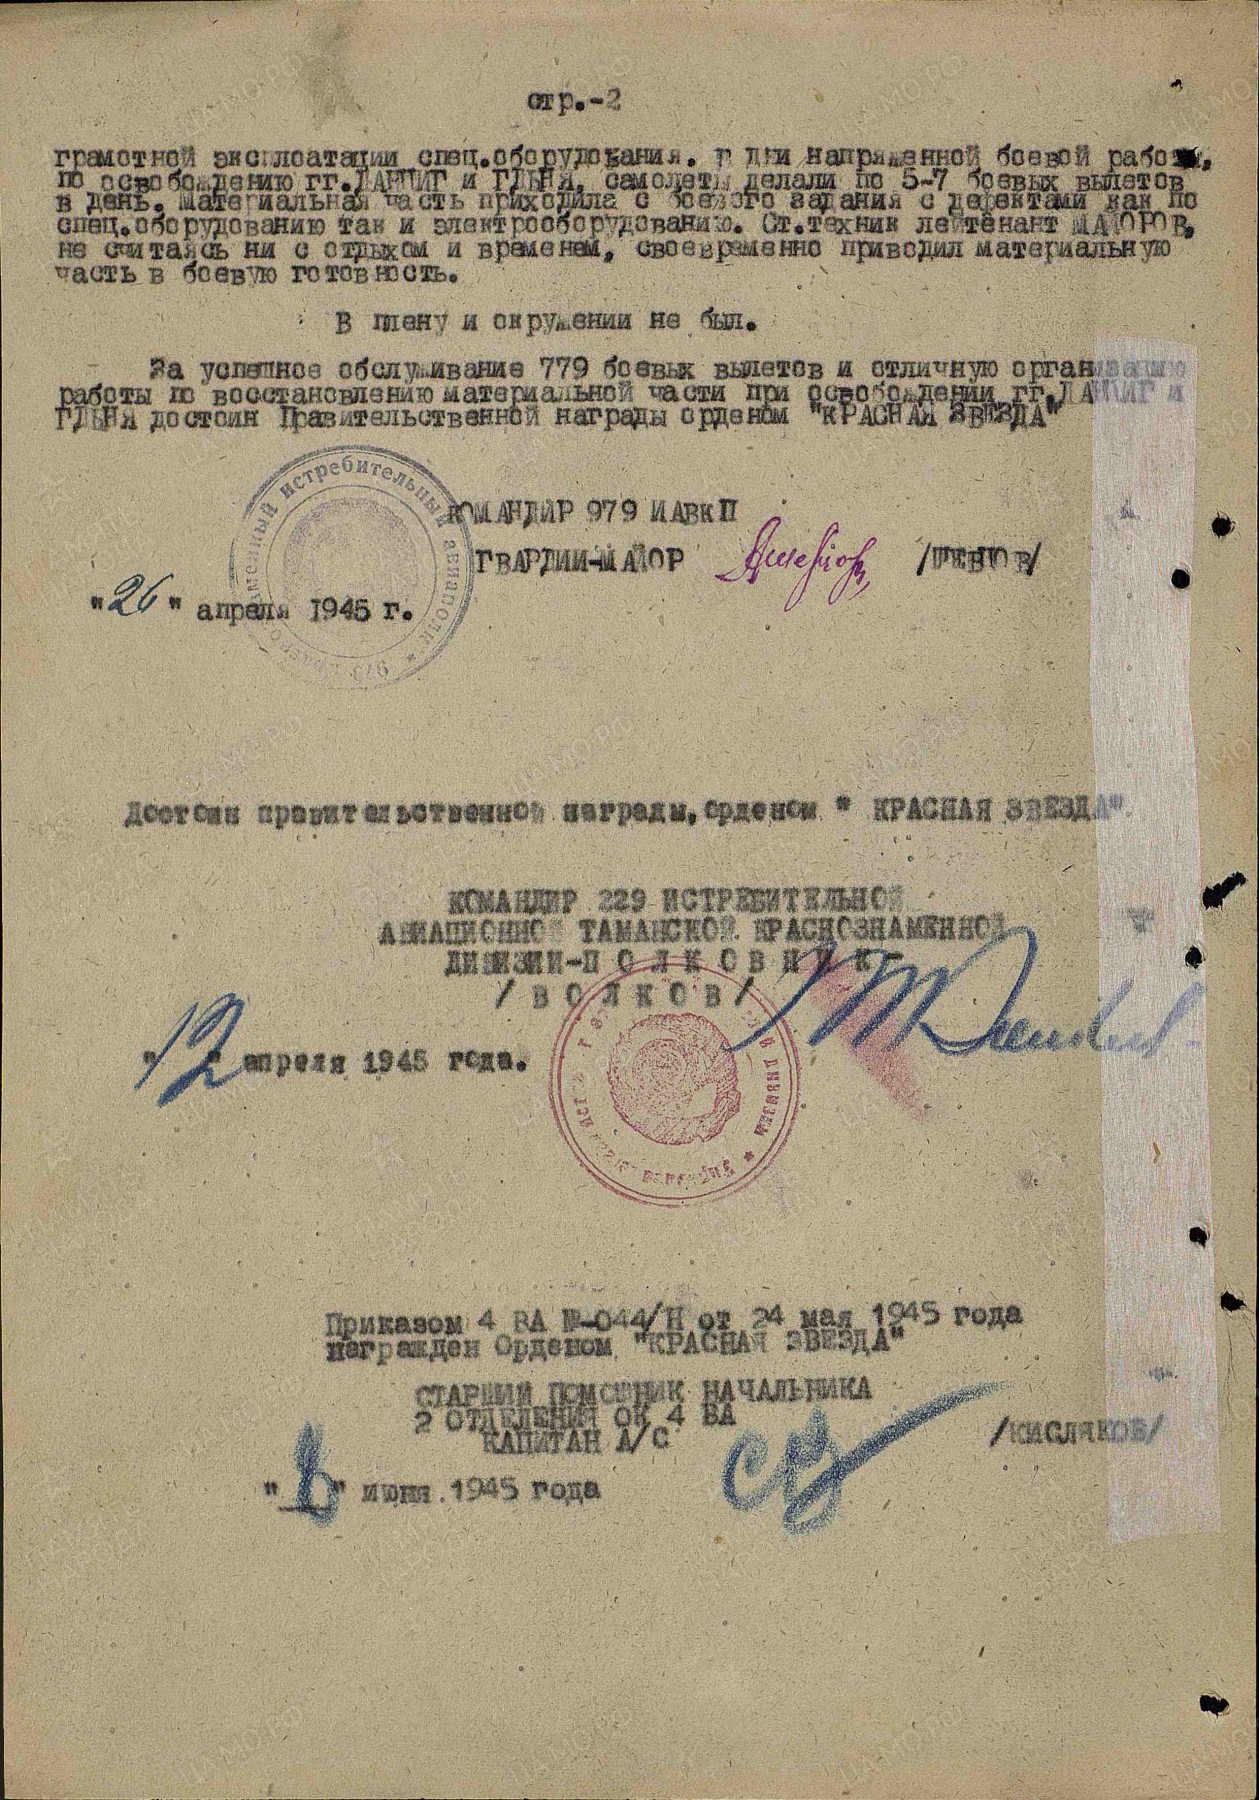 стр.-2
грамотной эксплоатации спец.оборудования. В дни напряженной боевой работы,
по освобождению гг.ДАНЦИГ и ГДЫНЯ, самолеты делали по 5-7 боевых вылетов
в день. Материальная часть приходила с боевого задания с дефектами как по
спец.оборудованию так и электрооборудованию. Ст.техник лейтенант МАЙОРОВ,
не считаясь ни с отдыхом и временем, своевременно приводил материальную
часть в боевую готовность.
В плену и окружении не был.
За успешное обслуживание 779 боевых вылетов и отличную организацию
работы по восстановлению материальной части при освобождении гг.ДАНЦИГ и
ГДЫНЯ достоин Правительственной награды орденом "КРАСНАЯ ЗВЕЗДА"
КОМАНДИР 979 ИАВкП
ГВАРДИИ-МАЙОР /ШЕВЦОВ/
"26" апреля 1945 г.
истребительный авиаполк * 979
Достоин правительственной награды, орденом " КРАСНАЯ ЗВЕЗДА".
КОМАНДИР 229 ИСТРЕБИТЕЛЬНОЙ
АВИАЦИОННОЙ ТАМАНСКОЙ КРАСНОЗНАМЕННОЙ
ДИВИЗИИ-П О Л К О В Н И К-
/ В О Л К О В /
"12" апреля 1945 года.
дивизии *
Приказом 4 ВА №-044/Н от 24 мая 1945 года
награжден Орденом "КРАСНАЯ ЗВЕЗДА"
СТАРШИЙ ПОМОЩНИК НАЧАЛЬНИКА
2 ОТДЕЛЕНИЯ ОК 4 ВА
КАПИТАН А/С /КИСЛЯКОВ/
"8" июня 1945 года